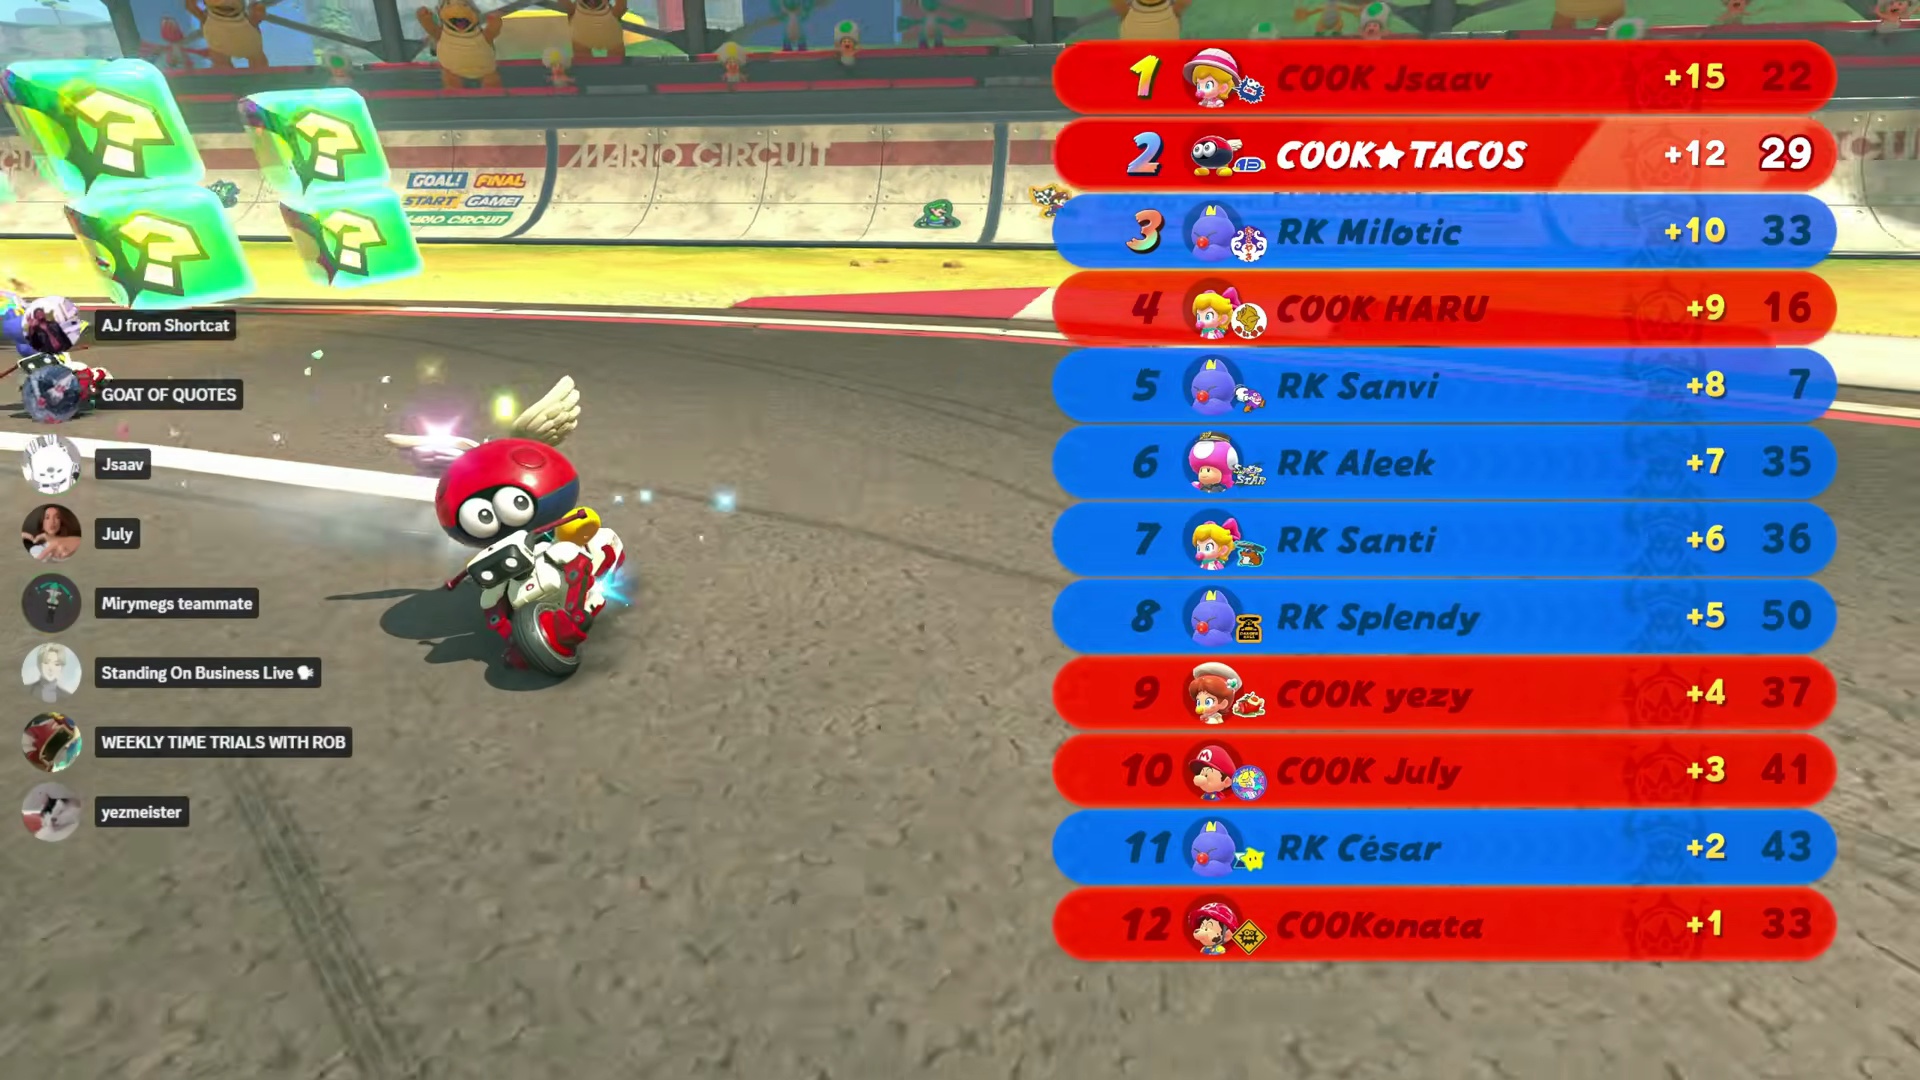 MARIO CIRCUIT
GOAL! FINAL
START GAME!
MARIO CIRCUIT
AJ from Shortcat
GOAT OF QUOTES
Jsaav
July
Mirymegs teammate
Standing On Business Live
WEEKLY TIME TRIALS WITH ROB
yezmeister
1 COOK Jsaav +15 22
2 COOK★TACOS +12 29
3 RK Milotic +10 33
4 COOK HARU +9 16
5 RK Sanvi +8 7
6 RK Aleek +7 35
7 RK Santi +6 36
8 RK Splendy +5 50
9 COOK yezy +4 37
10 COOK July +3 41
11 RK César +2 43
12 COOKonata +1 33